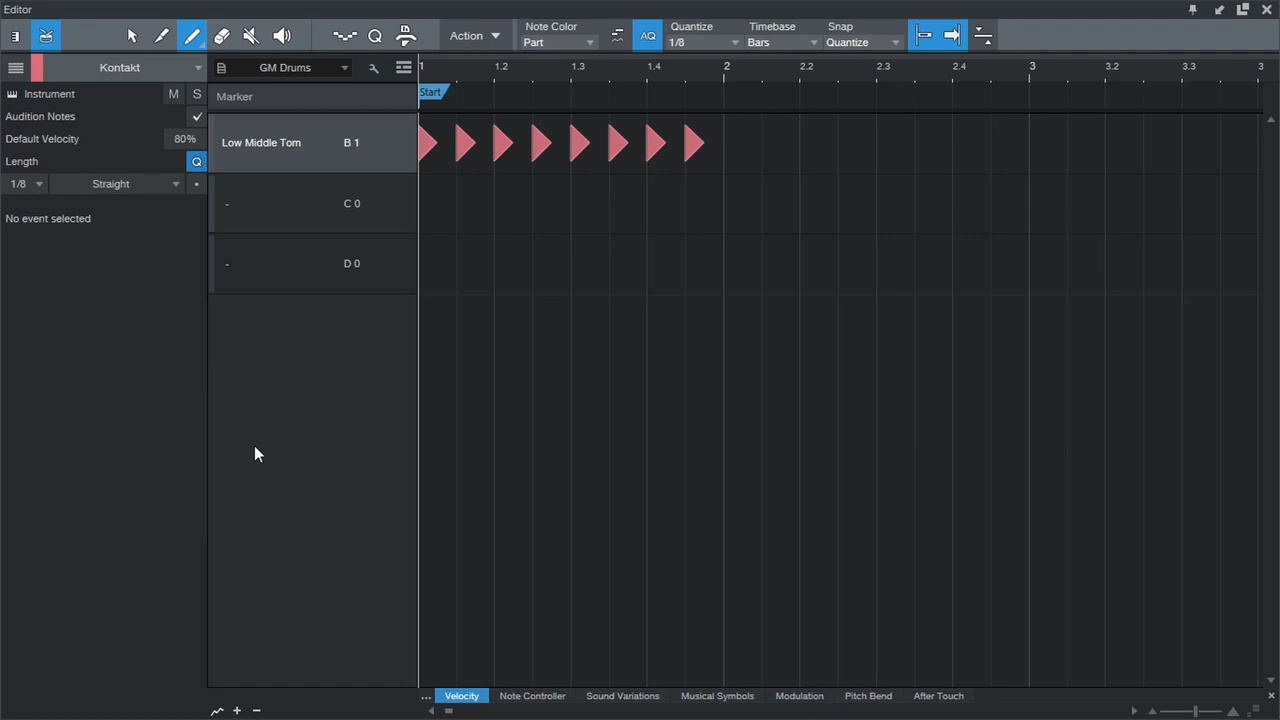 Editor
Action
Note Color
Part
AQ
Quantize
1/8
Timebase
Bars
Snap
Quantize
Kontakt
GM Drums
1
1.2
1.3
1.4
2
2.2
2.3
2.4
3
3.2
3.3
3
Instrument
M
S
Marker
Start
Audition Notes
Default Velocity
80%
Length
Q
1/8
Straight
No event selected
Low Middle Tom
B 1
-
C 0
-
D 0
...
Velocity
Note Controller
Sound Variations
Musical Symbols
Modulation
Pitch Bend
After Touch